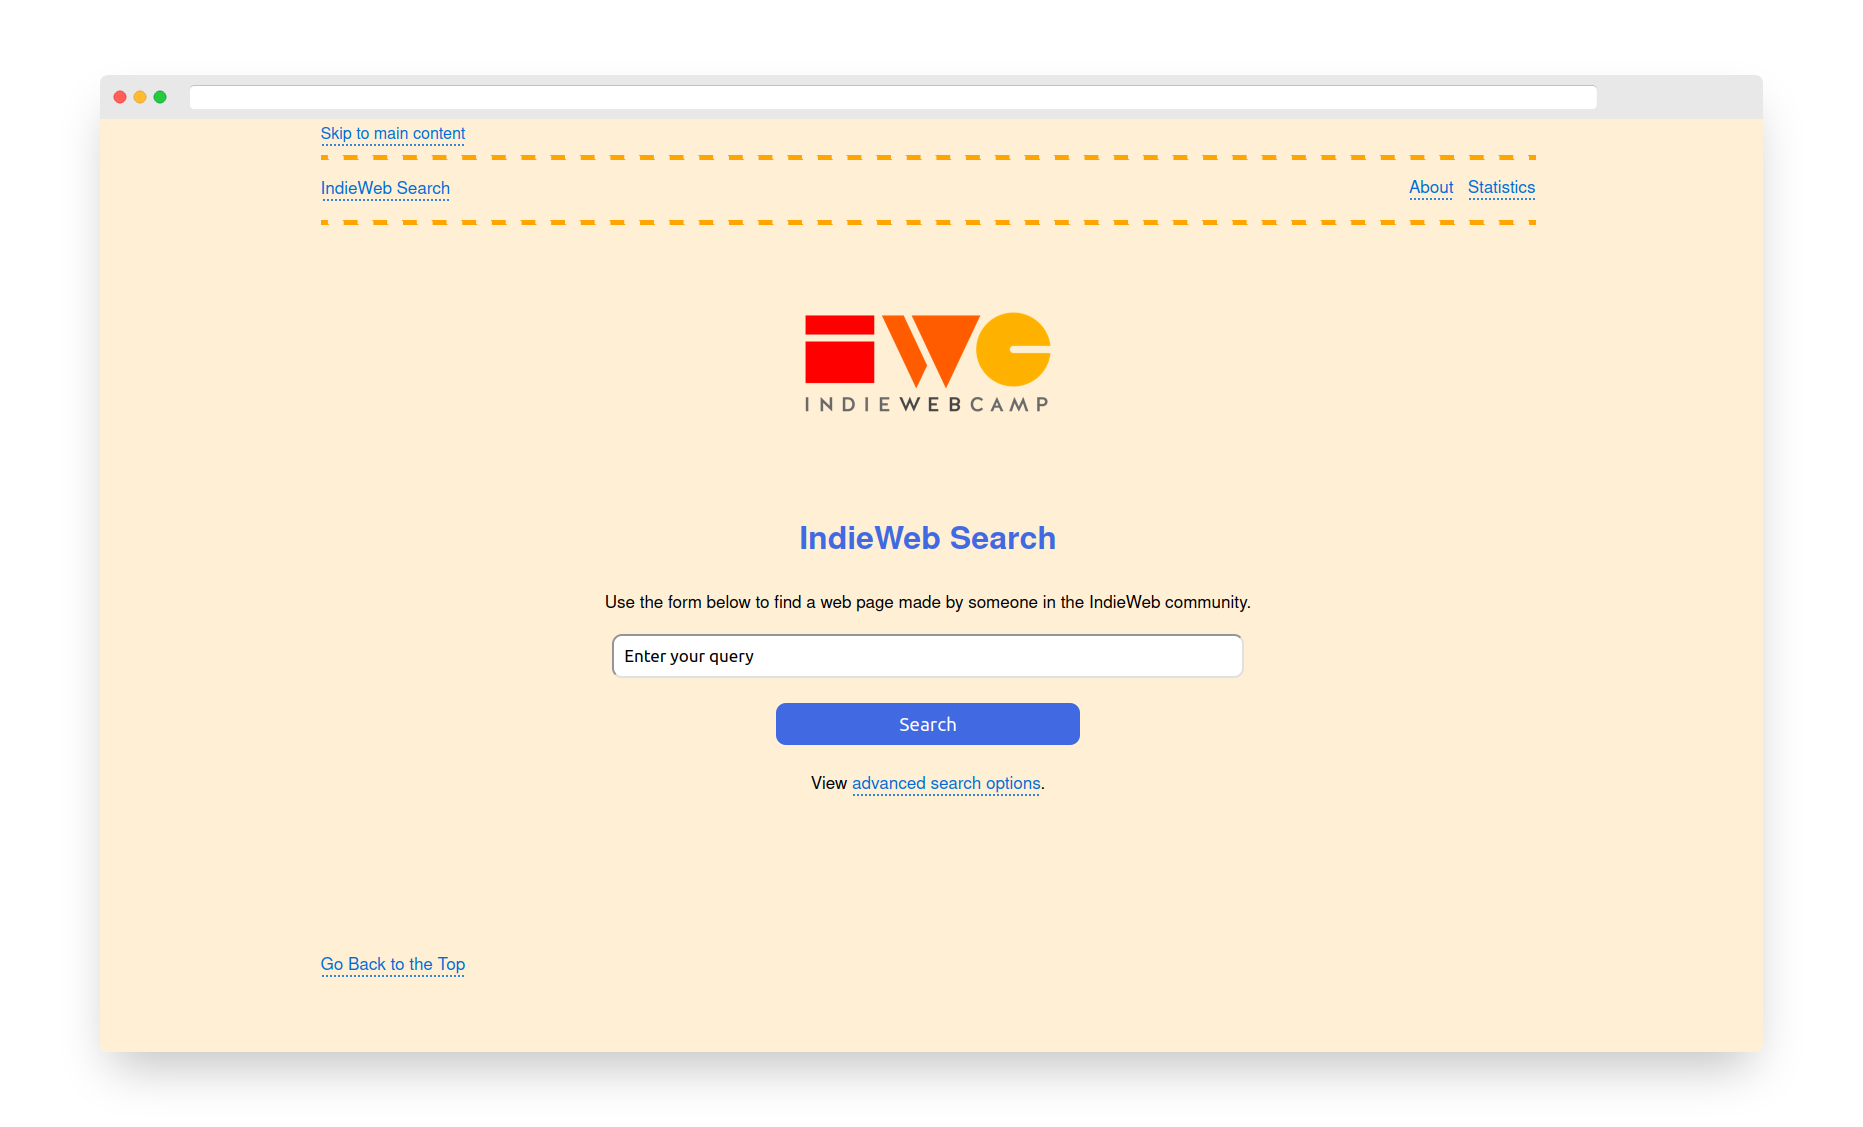 Skip to main content
IndieWeb Search
About Statistics
INDIEWEBCAMP
IndieWeb Search
Use the form below to find a web page made by someone in the IndieWeb community.
Enter your query
Search
View advanced search options.
Go Back to the Top